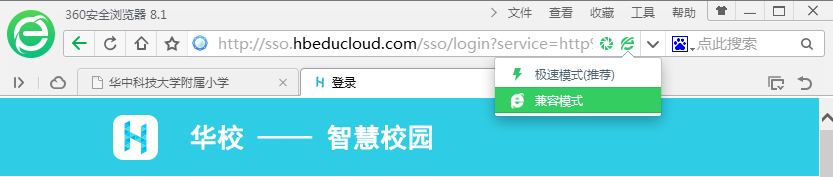 360安全浏览器 8.1
文件 查看 收藏 工具 帮助
http://sso.hbeducloud.com/sso/login?service=http%
点此搜索
极速模式(推荐)
兼容模式
华中科技大学附属小学
登录
华校 —— 智慧校园